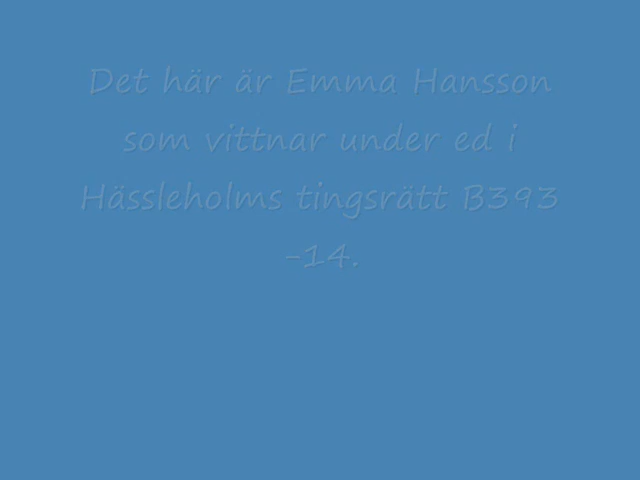 Det här är Emma Hansson
som vittnar under ed i
Hässleholms tingsrätt B393
-14.